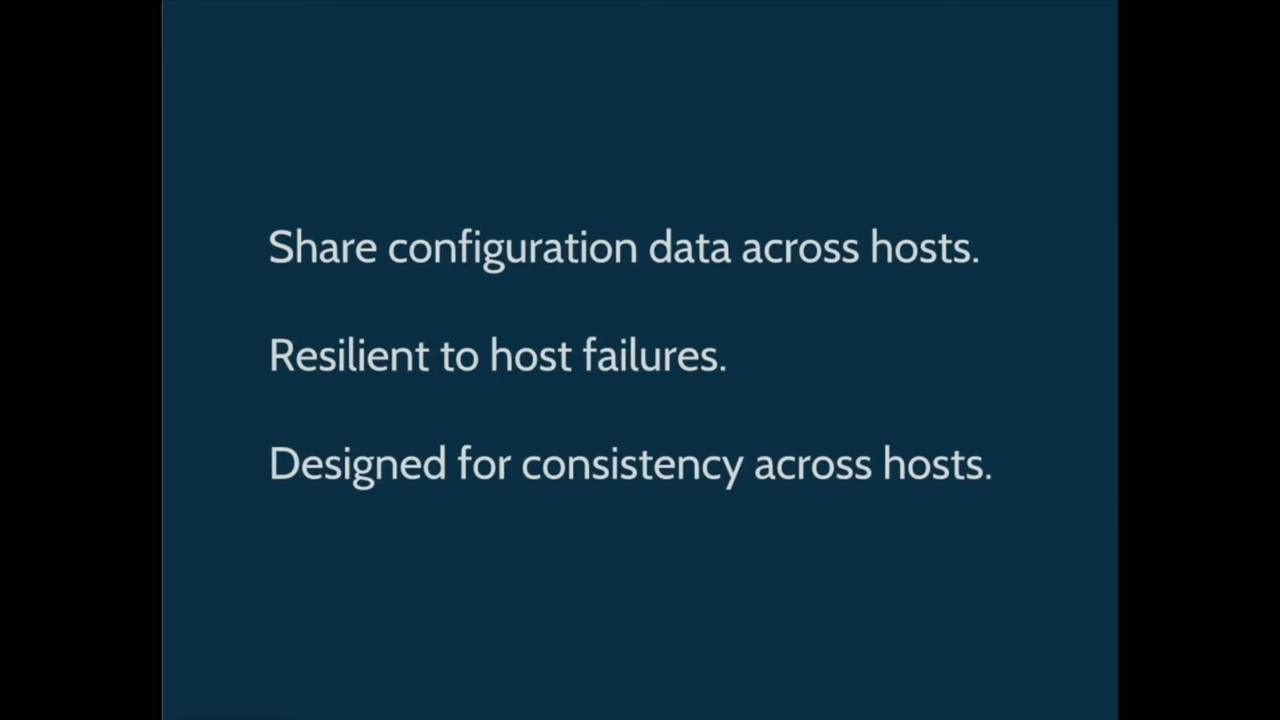 Share configuration data across hosts.
Resilient to host failures.
Designed for consistency across hosts.